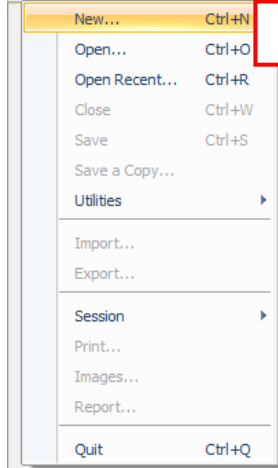 New... Ctrl+N
Open... Ctrl+O
Open Recent... Ctrl+R
Close Ctrl+W
Save Ctrl+S
Save a Copy...
Utilities
Import...
Export...
Session
Print...
Images...
Report...
Quit Ctrl+Q